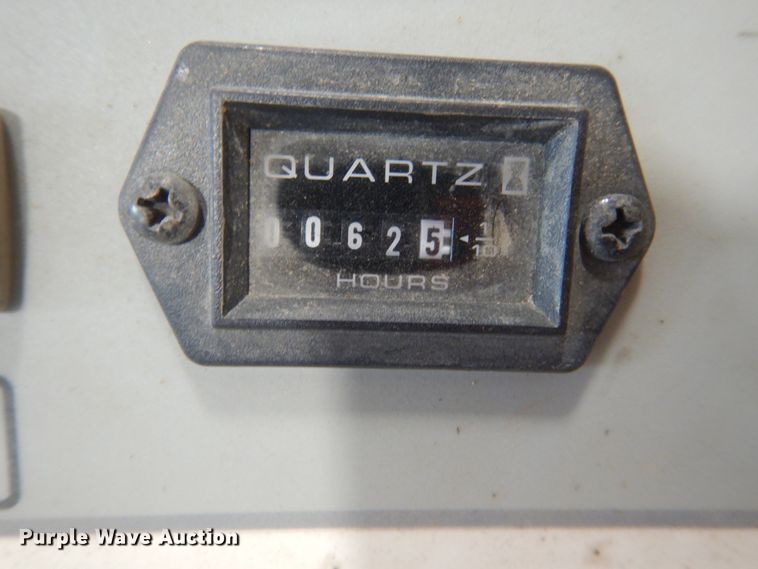 QUARTZ
0 0 6 2 5 ◄ 1/10
HOURS
Purple Wave Auction